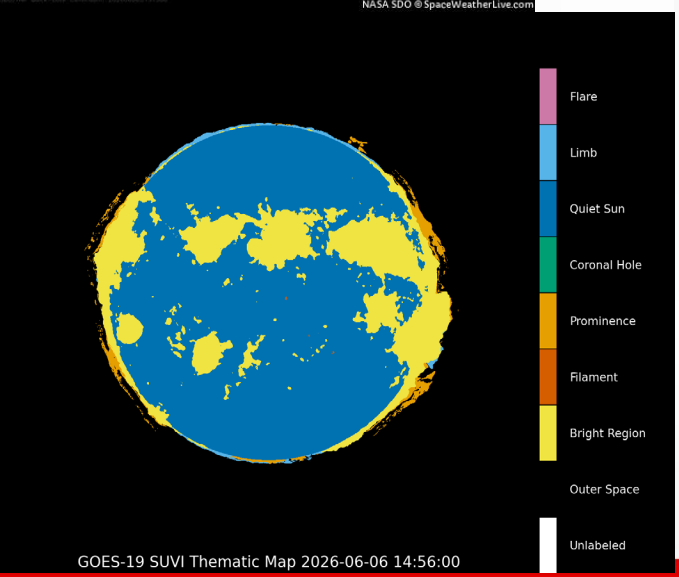 NASA SDO @SpaceWeatherLive.com
Flare
Limb
Quiet Sun
Coronal Hole
Prominence
Filament
Bright Region
Outer Space
Unlabeled
GOES-19 SUVI Thematic Map 2026-06-06 14:56:00